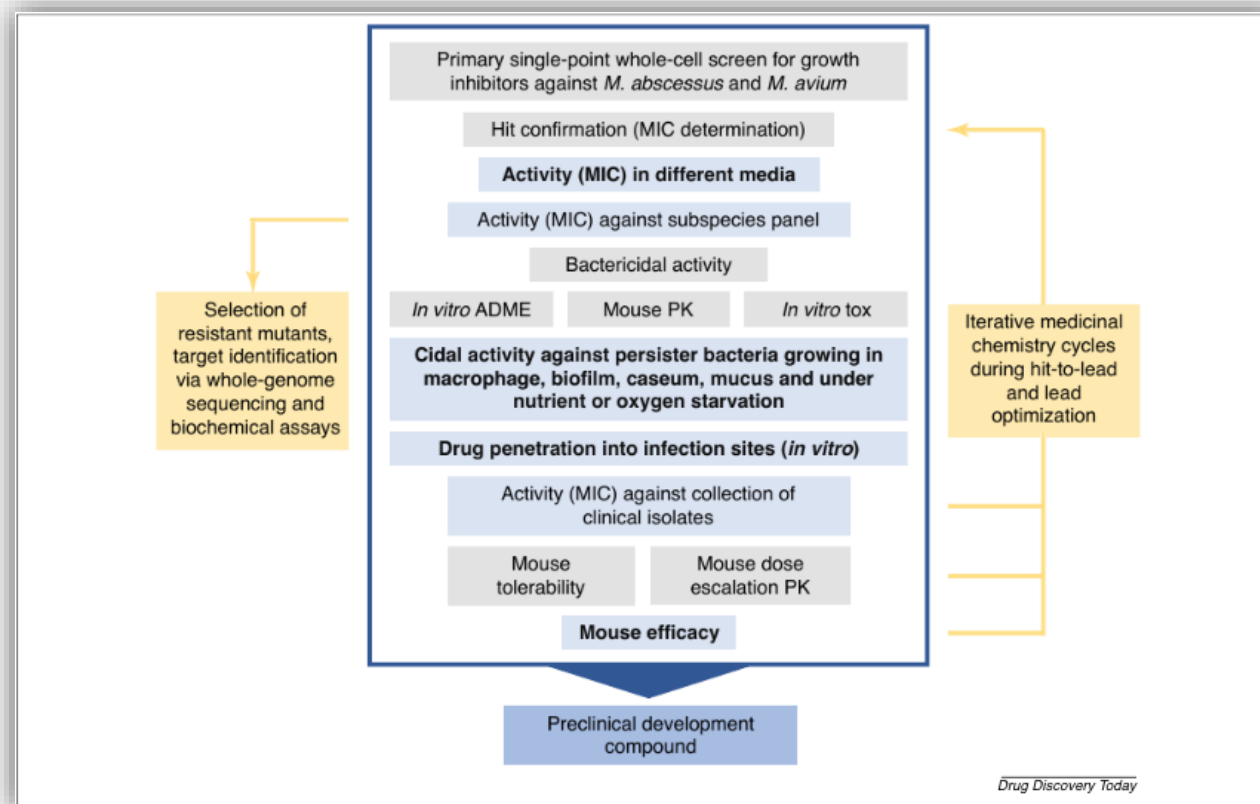 Primary single-point whole-cell screen for growth
inhibitors against M. abscessus and M. avium
Hit confirmation (MIC determination)
Activity (MIC) in different media
Activity (MIC) against subspecies panel
Bactericidal activity
In vitro ADME
Mouse PK
In vitro tox
Cidal activity against persister bacteria growing in
macrophage, biofilm, caseum, mucus and under
nutrient or oxygen starvation
Drug penetration into infection sites (in vitro)
Activity (MIC) against collection of
clinical isolates
Mouse
tolerability
Mouse dose
escalation PK
Mouse efficacy
Preclinical development
compound
Selection of
resistant mutants,
target identification
via whole-genome
sequencing and
biochemical assays
Iterative medicinal
chemistry cycles
during hit-to-lead
and lead
optimization
Drug Discovery Today